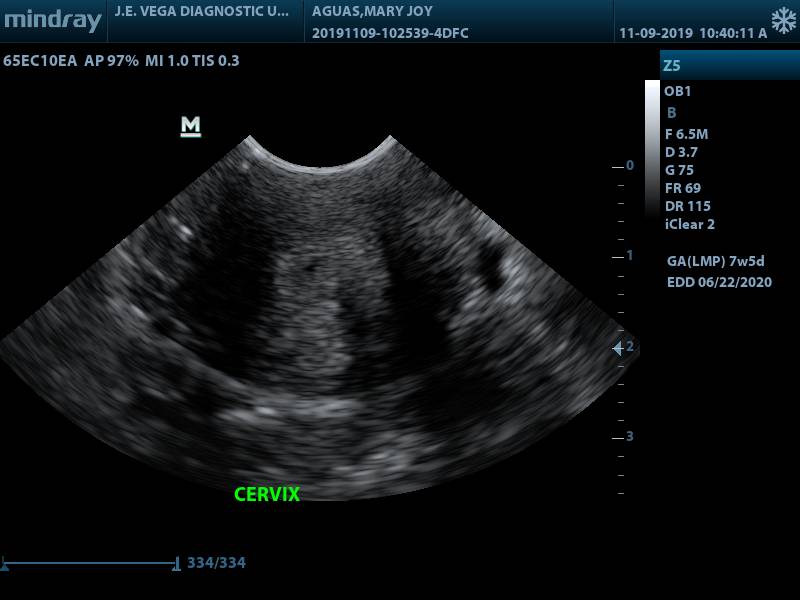 mindray
J.E. VEGA DIAGNOSTIC U...
AGUAS,MARY JOY
20191109-102539-4DFC
11-09-2019 10:40:11 A
65EC10EA AP 97% MI 1.0 TIS 0.3
Z5
M
OB1
B
F 6.5M
D 3.7
G 75
FR 69
DR 115
iClear 2
GA(LMP) 7w5d
EDD 06/22/2020
0
1
2
3
CERVIX
334/334